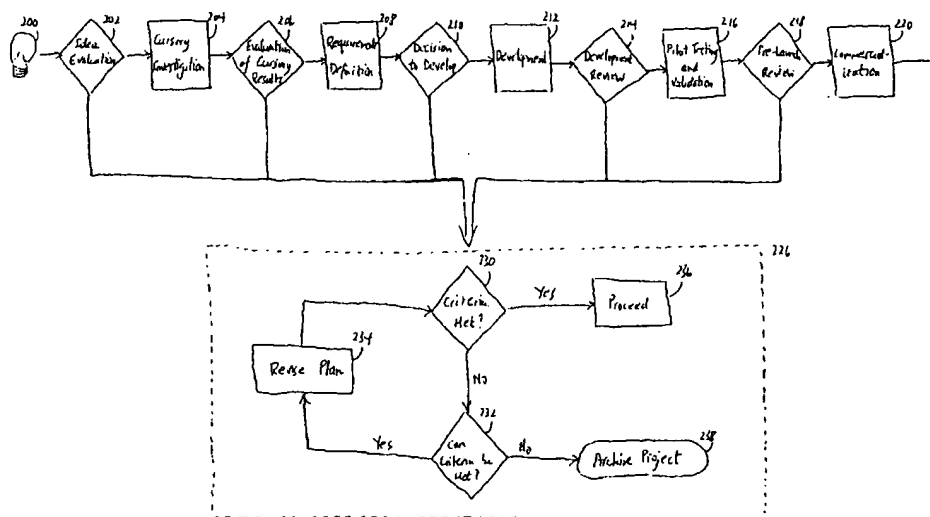 200
202
Idea
Evaluation
204
Cursory
Investigation
206
Evaluation
of Cursory
Results
208
Requirement
Definition
210
Decision
to Develop
212
Development
214
Development
Review
216
Pilot Testing
and
Validation
218
Pre-Launch
Review
220
Commercial-
ization
226
230
Criteria
Met?
Yes
236
Proceed
234
Revise Plan
No
232
Can
Criteria be
Met?
Yes
No
238
Archive Project